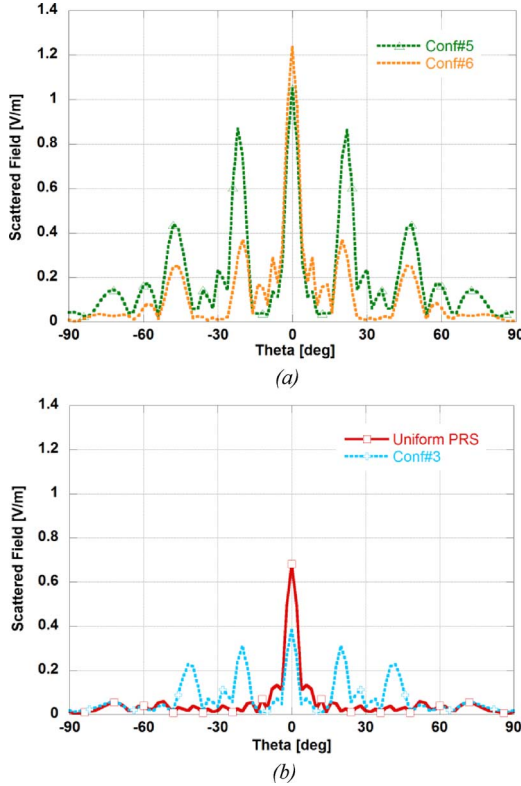 1.4
1.2
1
0.8
0.6
0.4
0.2
0
Scattered Field [V/m]
Conf#5
Conf#6
-90 -60 -30 0 30 60 90
Theta [deg]
(a)
1.4
1.2
1
0.8
0.6
0.4
0.2
0
Scattered Field [V/m]
Uniform PRS
Conf#3
-90 -60 -30 0 30 60 90
Theta [deg]
(b)